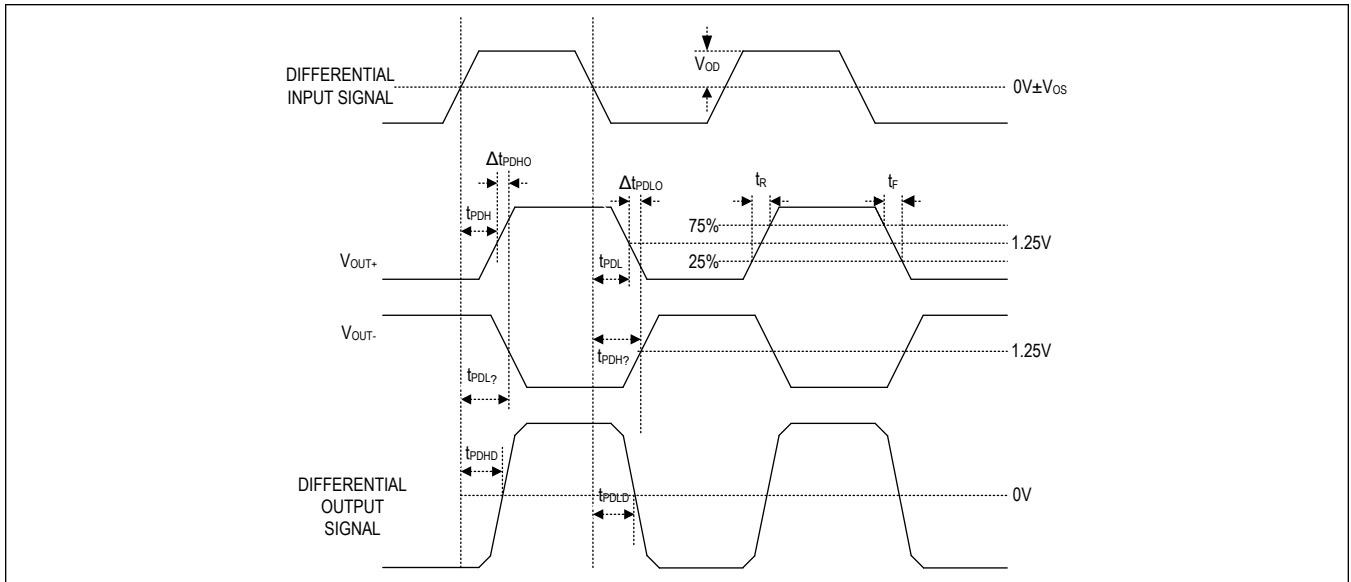 DIFFERENTIAL
INPUT SIGNAL
VOD
0V±VOS
ΔtPDHO
ΔtPDLO
tR
tF
tPDH
75%
1.25V
tPDL
25%
VOUT+
VOUT-
tPDH?
1.25V
tPDL?
tPDHD
DIFFERENTIAL
OUTPUT
SIGNAL
tPDLD
0V